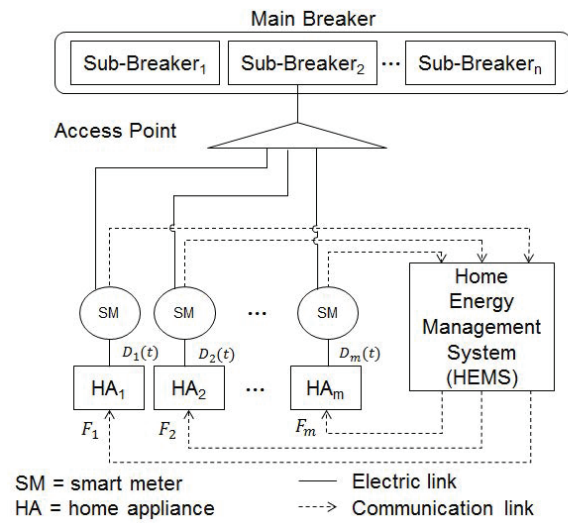 Main Breaker
Sub-Breaker₁ Sub-Breaker₂ ... Sub-Breakerₙ
Access Point
SM SM ... SM
Home
Energy
Management
System
(HEMS)
D₁(t) D₂(t) Dₘ(t)
HA₁ HA₂ ... HAₘ
F₁ F₂ Fₘ
SM = smart meter
HA = home appliance
Electric link
Communication link